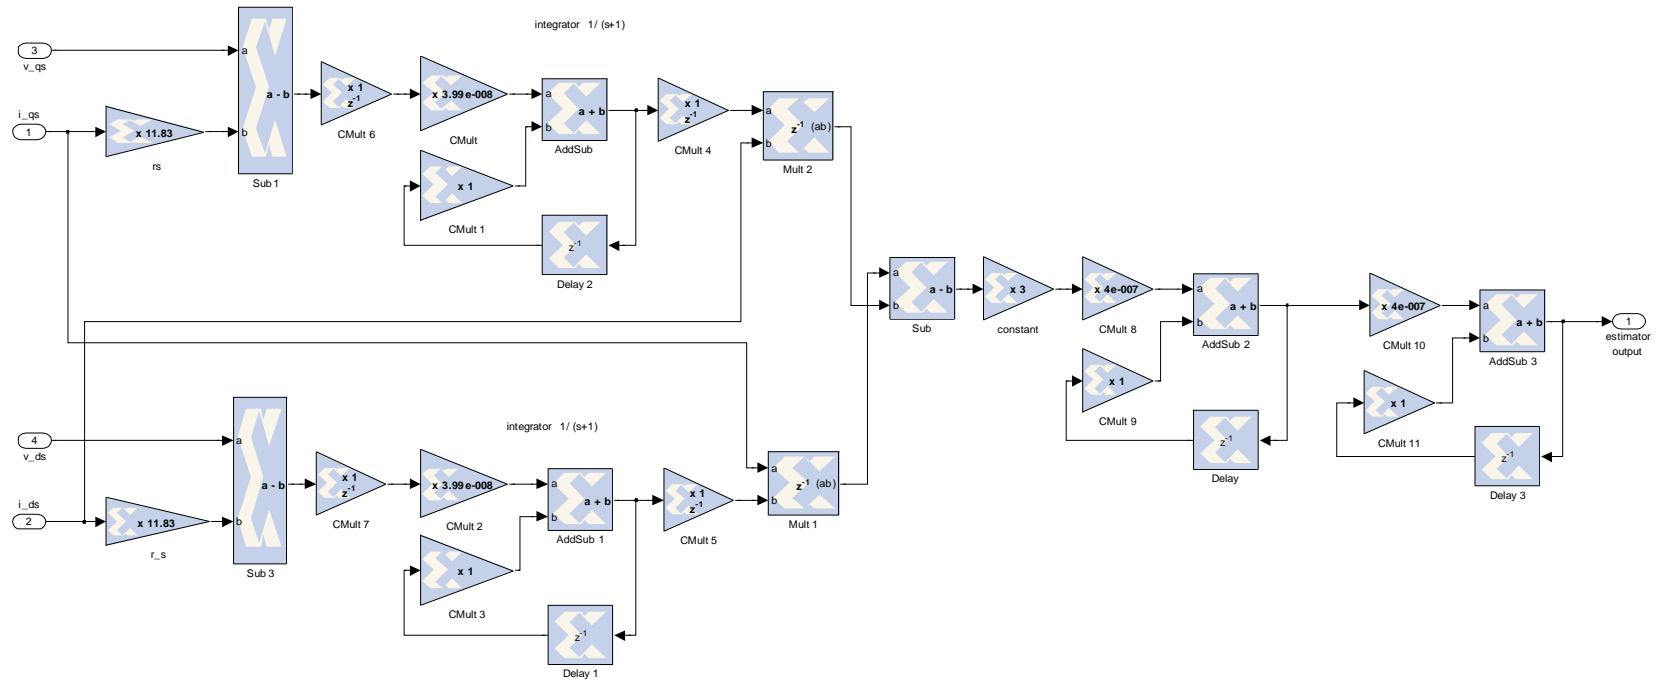 integrator 1/ (s+1)
3
v_qs
i_qs
1
x 11.83
rs
a
b
a - b
Sub 1
x 1
z-1
CMult 6
x 3.99e-008
CMult
a
b
a + b
AddSub
x 1
CMult 1
z-1
Delay 2
x 1
z-1
CMult 4
a
b
z-1 (ab)
Mult 2
a
b
a - b
Sub
x 3
constant
x 4e-007
CMult 8
a
b
a + b
AddSub 2
x 1
CMult 9
z-1
Delay
x 4e-007
CMult 10
a
b
a + b
AddSub 3
x 1
CMult 11
z-1
Delay 3
1
estimator
output
integrator 1/ (s+1)
4
v_ds
i_ds
2
x 11.83
r_s
a
b
a - b
Sub 3
x 1
z-1
CMult 7
x 3.99e-008
CMult 2
a
b
a + b
AddSub 1
x 1
CMult 3
z-1
Delay 1
x 1
z-1
CMult 5
a
b
z-1 (ab)
Mult 1